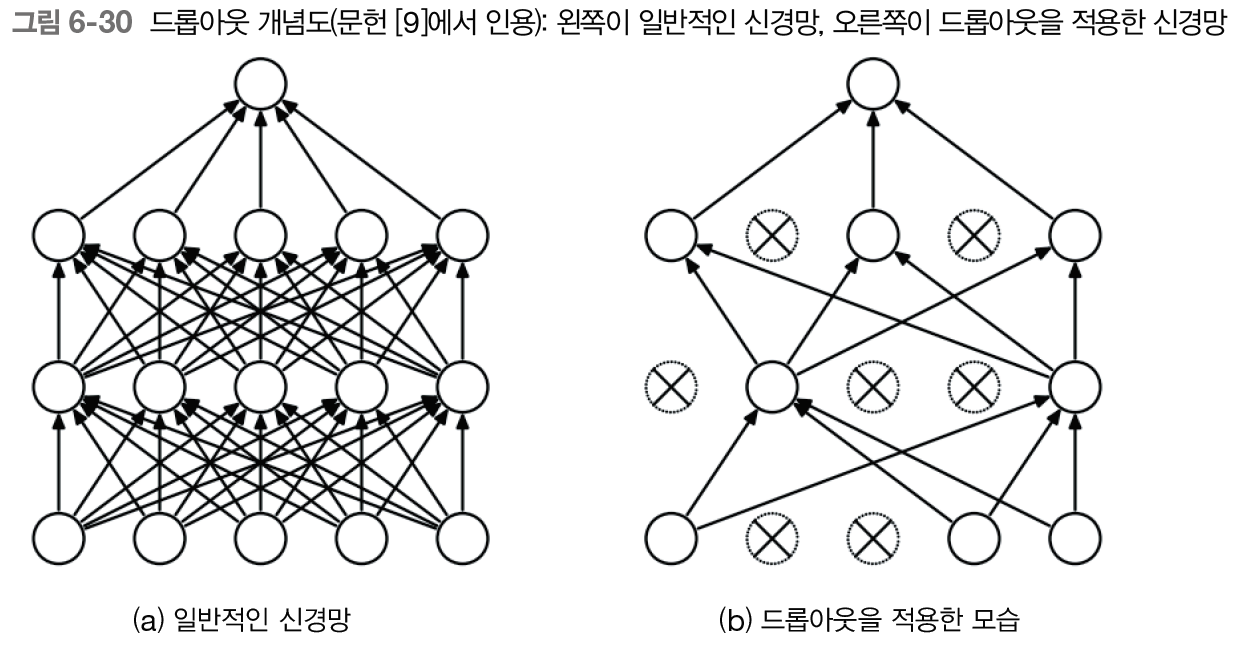 그림 6-30 드롭아웃 개념도(문헌 [9]에서 인용): 왼쪽이 일반적인 신경망, 오른쪽이 드롭아웃을 적용한 신경망
(a) 일반적인 신경망
(b) 드롭아웃을 적용한 모습